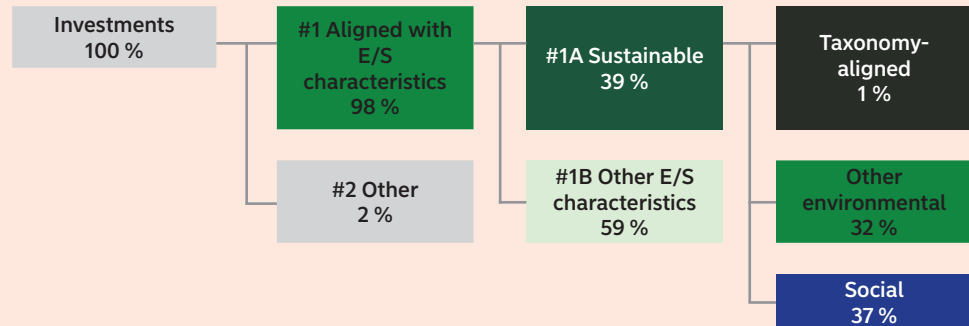 Investments
100 %
#1 Aligned with
E/S
characteristics
98 %
#2 Other
2 %
#1A Sustainable
39 %
#1B Other E/S
characteristics
59 %
Taxonomy-
aligned
1 %
Other
environmental
32 %
Social
37 %